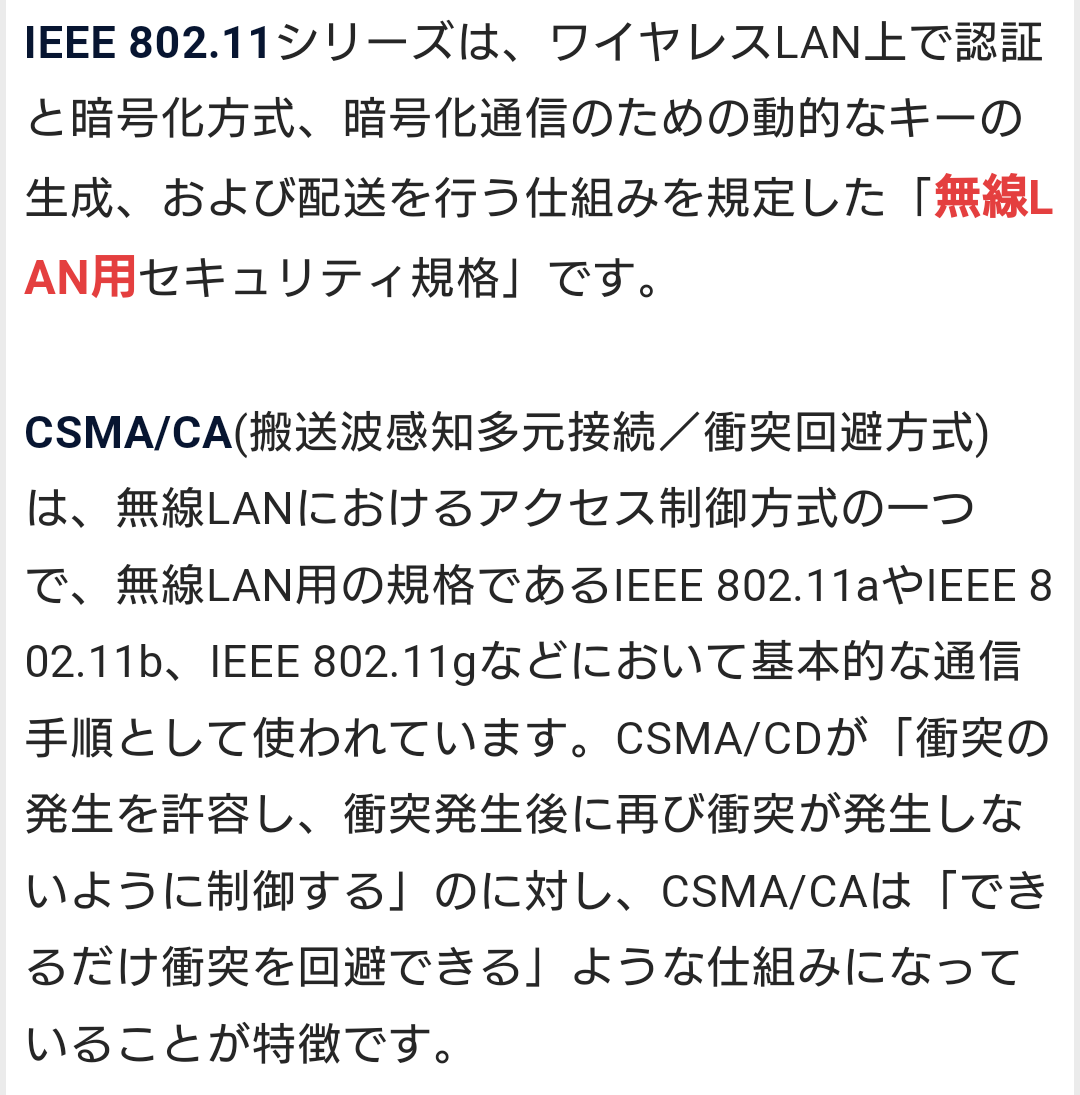 IEEE 802.11シリーズは、ワイヤレスLAN上で認証
と暗号化方式、暗号化通信のための動的なキーの
生成、および配送を行う仕組みを規定した「無線L
AN用セキュリティ規格」です。
CSMA/CA(搬送波感知多元接続／衝突回避方式)
は、無線LANにおけるアクセス制御方式の一つ
で、無線LAN用の規格であるIEEE 802.11aやIEEE 8
02.11b、IEEE 802.11gなどにおいて基本的な通信
手順として使われています。CSMA/CDが「衝突の
発生を許容し、衝突発生後に再び衝突が発生しな
いように制御する」のに対し、CSMA/CAは「でき
るだけ衝突を回避できる」ような仕組みになって
いることが特徴です。